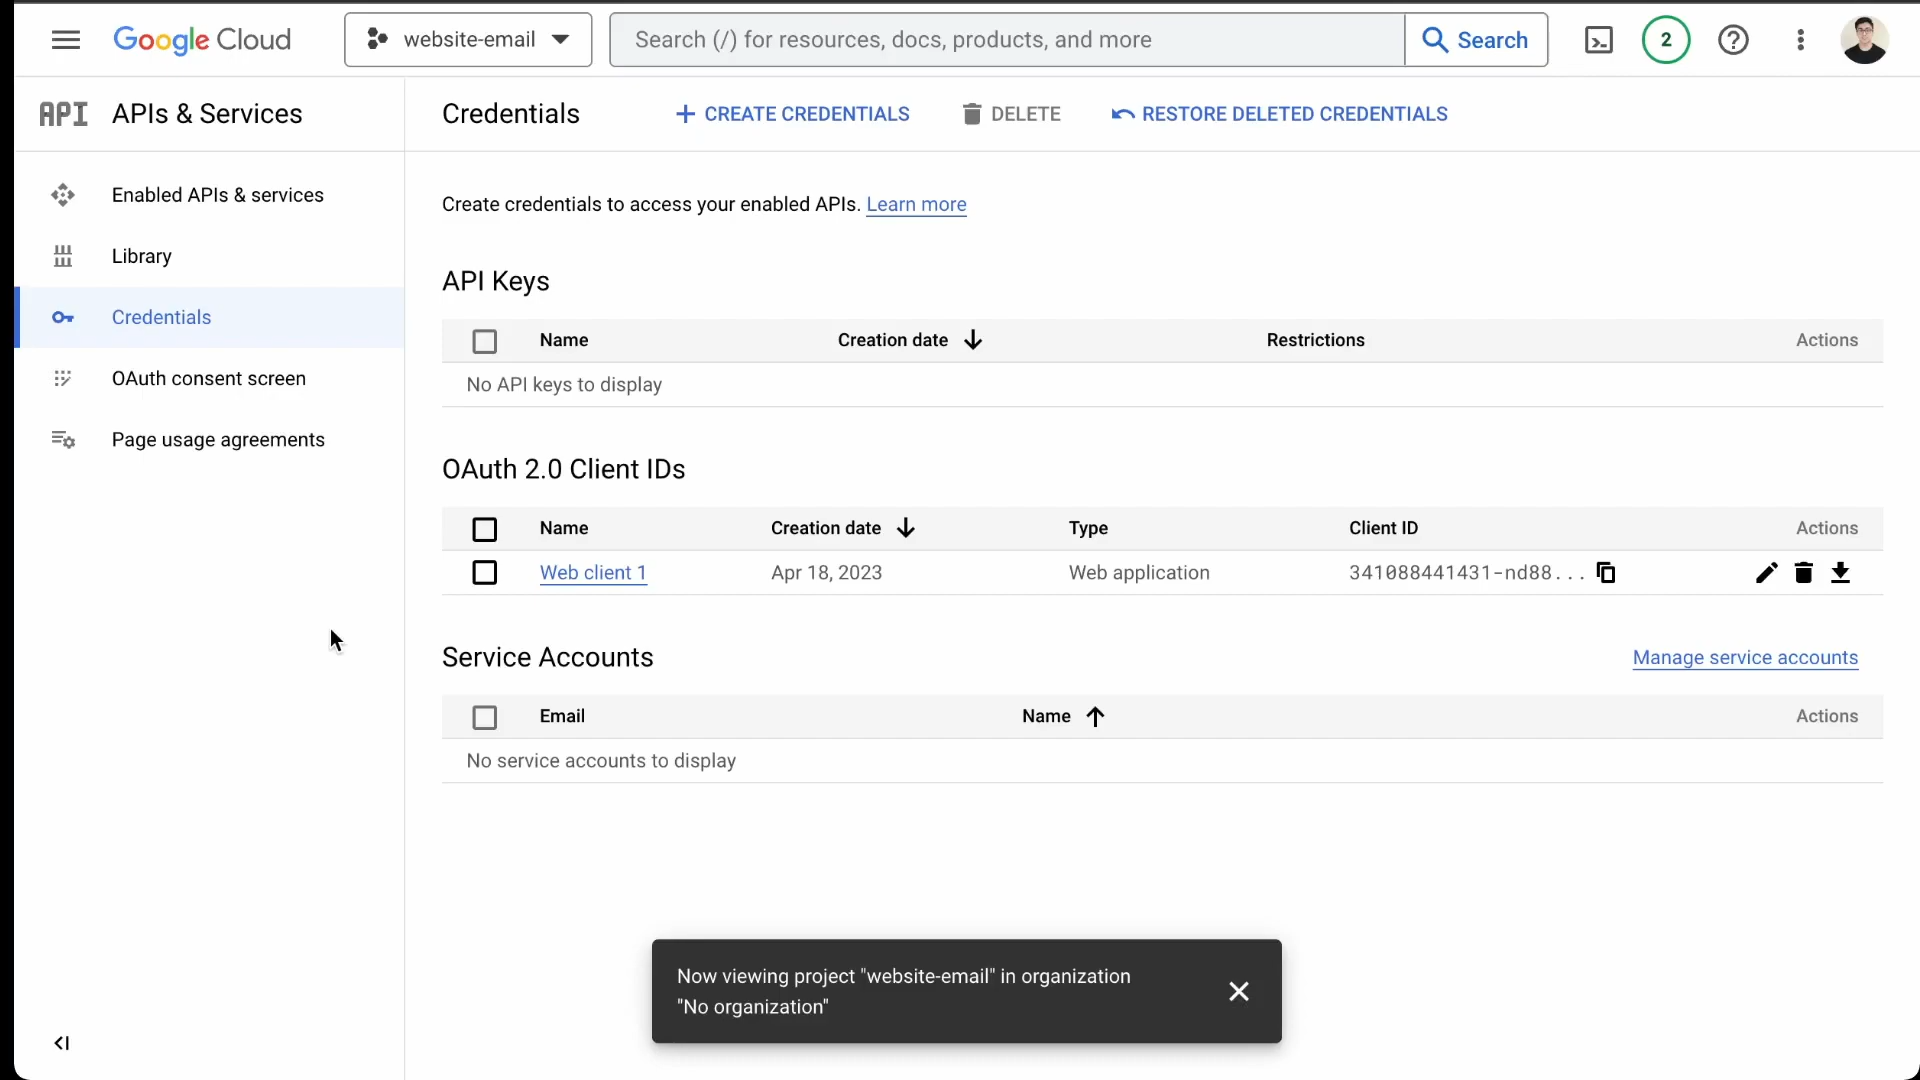 Google Cloud
website-email
Search (/) for resources, docs, products, and more
Search
2
API APIs & Services
Credentials
CREATE CREDENTIALS
DELETE
RESTORE DELETED CREDENTIALS
Enabled APIs & services
Library
Credentials
OAuth consent screen
Page usage agreements
Create credentials to access your enabled APIs. Learn more
API Keys
Name Creation date Restrictions Actions
No API keys to display
OAuth 2.0 Client IDs
Name Creation date Type Client ID Actions
Web client 1 Apr 18, 2023 Web application 341088441431-nd88...
Service Accounts
Manage service accounts
Email Name Actions
No service accounts to display
Now viewing project "website-email" in organization
"No organization"